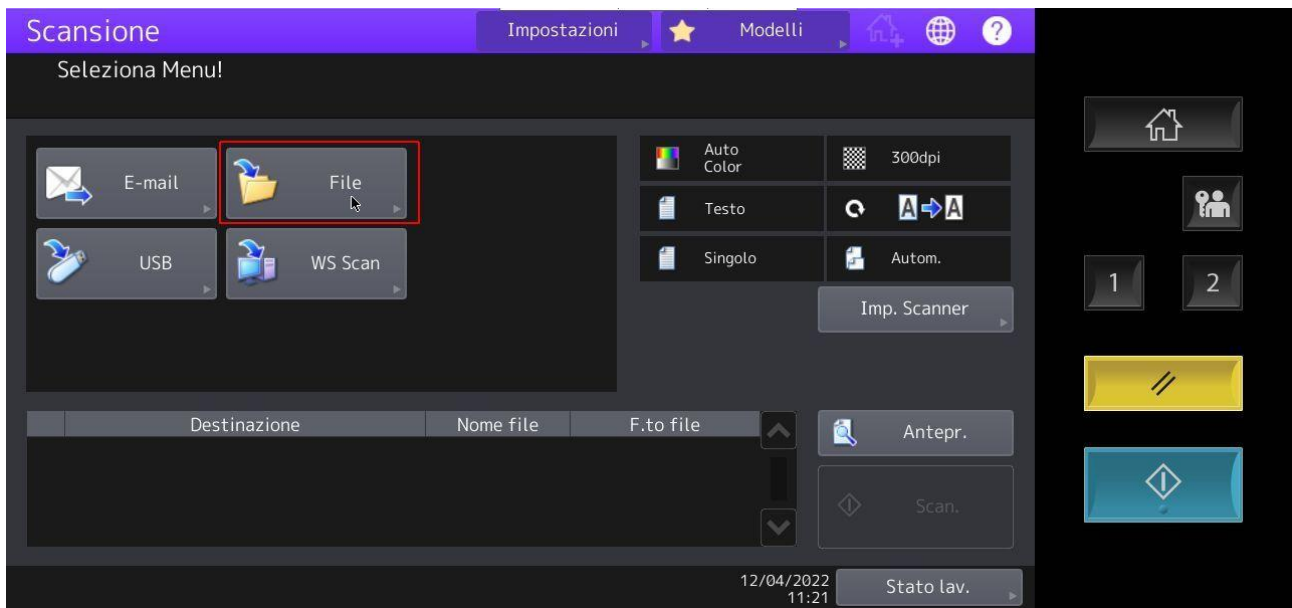 Scansione
Impostazioni
Modelli
?
Seleziona Menu!
E-mail
File
USB
WS Scan
Auto
Color
300dpi
Testo
A A
Singolo
Autom.
Imp. Scanner
Destinazione
Nome file
F.to file
Antepr.
Scan.
12/04/2022
11:21
Stato lav.
1
2